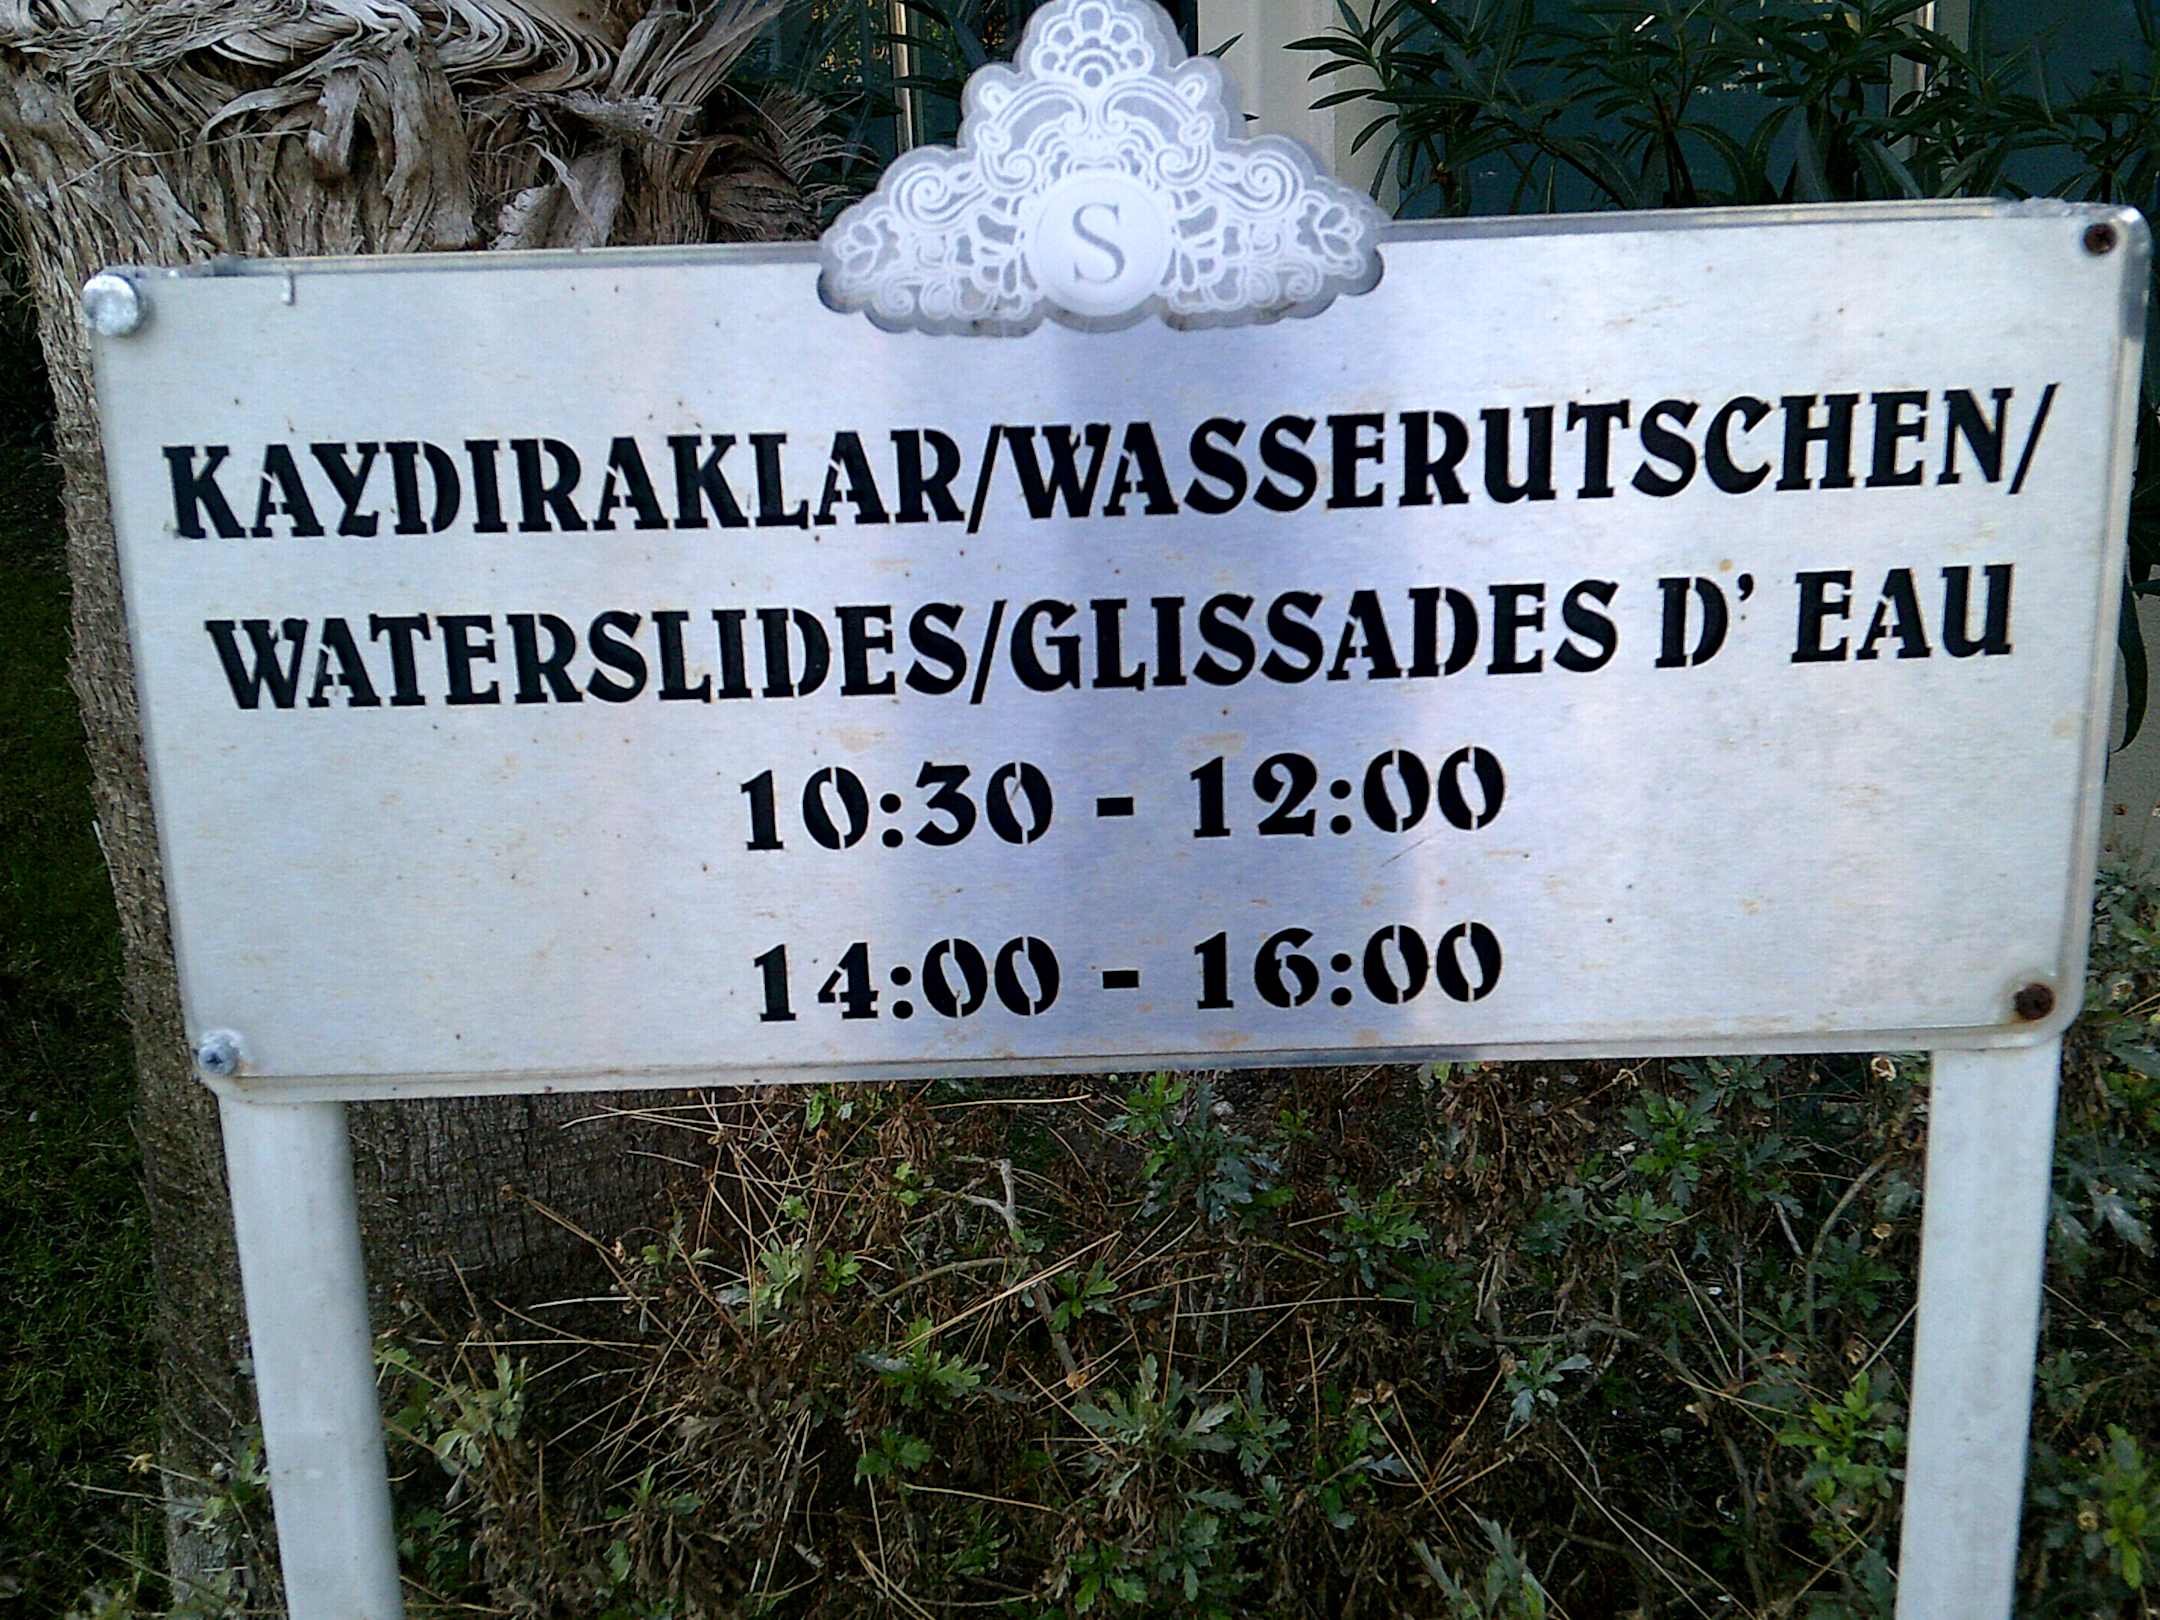 S
KAYDIRAKLAR/WASSERUTSCHEN/
WATERSLIDES/GLISSADES D' EAU
10:30 - 12:00
14:00 - 16:00